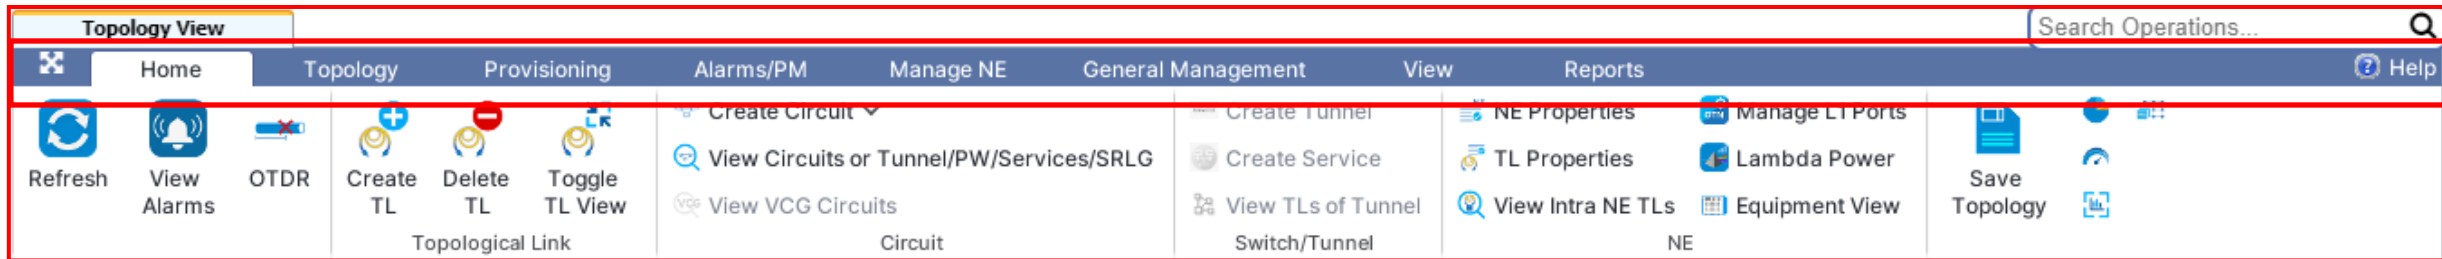 Topology View
Search Operations...
Home Topology Provisioning Alarms/PM Manage NE General Management View Reports Help
Refresh
View Alarms
OTDR
Create TL
Delete TL
Toggle TL View
Topological Link
Create Circuit
View Circuits or Tunnel/PW/Services/SRLG
View VCG Circuits
Circuit
Create Tunnel
Create Service
View TLs of Tunnel
Switch/Tunnel
NE Properties
TL Properties
View Intra NE TLs
Manage LTPorts
Lambda Power
Equipment View
NE
Save Topology